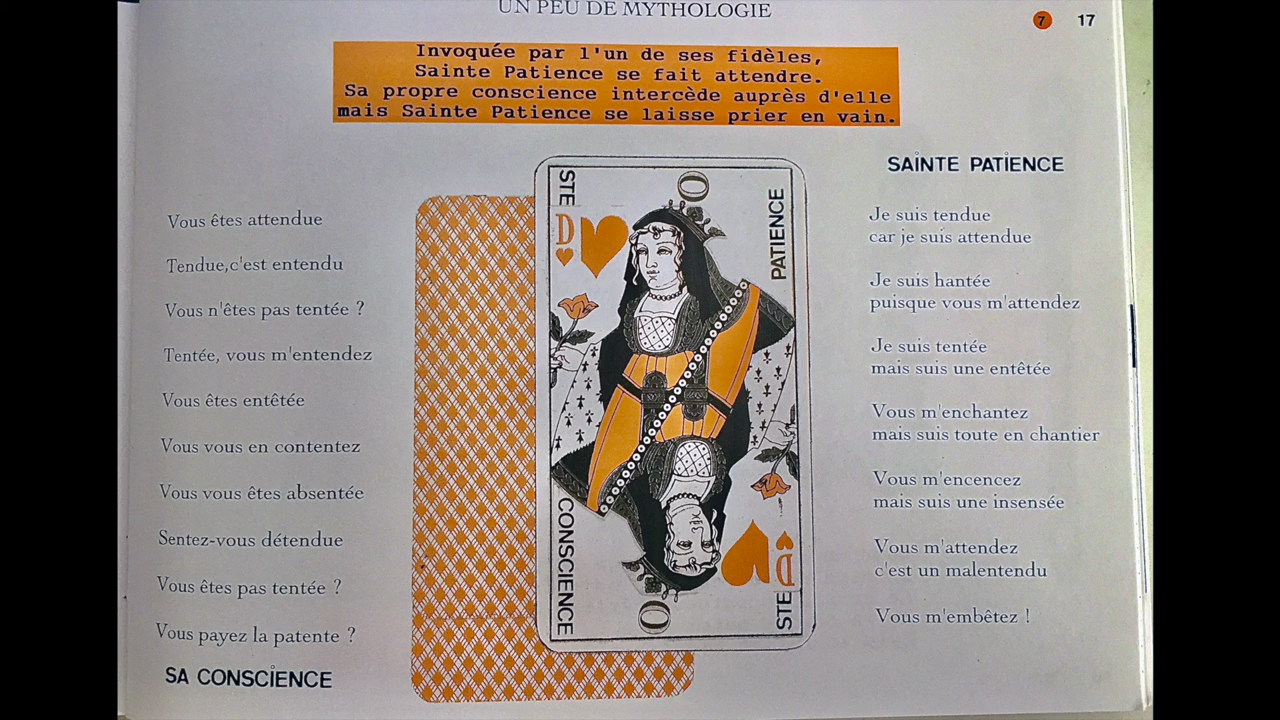 UN PEU DE MYTHOLOGIE
7 17
Invoquée par l'un de ses fidèles,
Sainte Patience se fait attendre.
Sa propre conscience intercède auprès d'elle
mais Sainte Patience se laisse prier en vain.
Vous êtes attendue
Tendue,c'est entendu
Vous n'êtes pas tentée ?
Tentée, vous m'entendez
Vous êtes entêtée
Vous vous en contentez
Vous vous êtes absentée
Sentez-vous détendue
Vous êtes pas tentée ?
Vous payez la patente ?
SA CONSCIENCE
STE
D
PATIENCE
CONSCIENCE
D
STE
SAINTE PATIENCE
Je suis tendue
car je suis attendue
Je suis hantée
puisque vous m'attendez
Je suis tentée
mais suis une entêtée
Vous m'enchantez
mais suis toute en chantier
Vous m'encencez
mais suis une insensée
Vous m'attendez
c'est un malentendu
Vous m'embêtez !